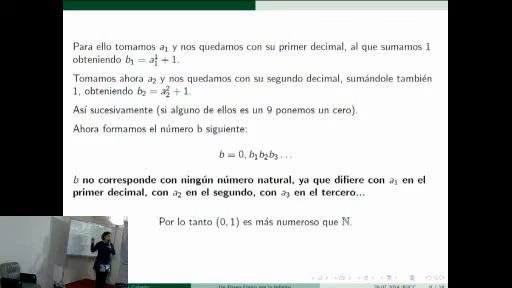 Para ello tomamos a₁ y nos quedamos con su primer decimal, al que sumamos 1
obteniendo b₁ = a₁¹ + 1.
Tomamos ahora a₂ y nos quedamos con su segundo decimal, sumándole también
1, obteniendo b₂ = a₂² + 1.
Así sucesivamente (si alguno de ellos es un 9 ponemos un cero).
Ahora formamos el número b siguiente:
b = 0, b₁b₂b₃ . . .
b no corresponde con ningún número natural, ya que difiere con a₁ en el
primer decimal, con a₂ en el segundo, con a₃ en el tercero...
Por lo tanto (0, 1) es más numeroso que ℕ.